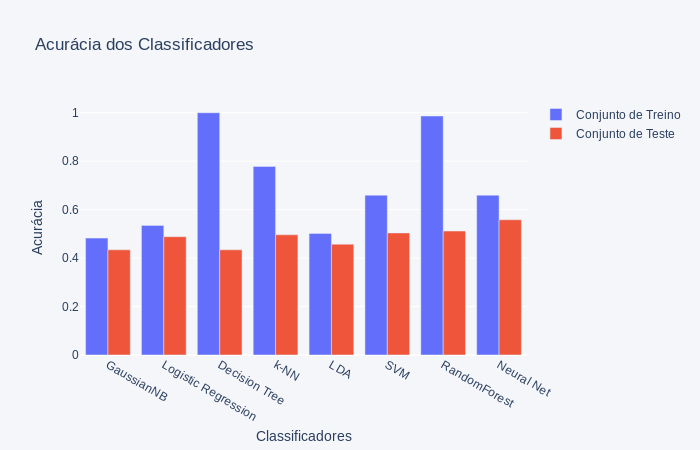 Acurácia dos Classificadores
Conjunto de Treino
Conjunto de Teste
Acurácia
1
0.8
0.6
0.4
0.2
0
GaussianNB
Logistic Regression
Decision Tree
k-NN
LDA
SVM
RandomForest
Neural Net
Classificadores